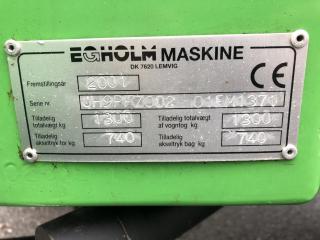 EGHOLM MASKINE
DK 7620 LEMVIG
Fremstillingsår 2001
CE
Serie nr.
Tilladelig totalvægt kg 1300 Tilladelig totalvægt af vogntog kg 1300
Tilladelig akseltryk for kg 740 Tilladelig akseltryk bag kg 740